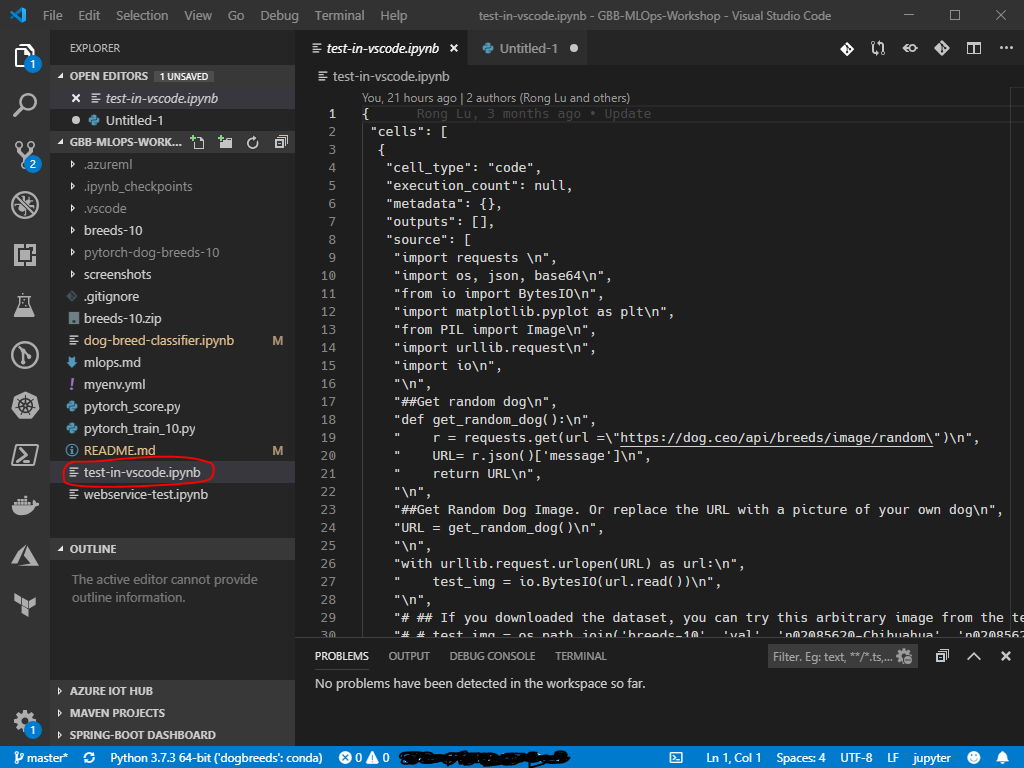 File Edit Selection View Go Debug Terminal Help test-in-vscode.ipynb - GBB-MLOps-Workshop - Visual Studio Code
EXPLORER
OPEN EDITORS 1 UNSAVED
test-in-vscode.ipynb
Untitled-1
GBB-MLOPS-WORK...
.azureml
.ipynb_checkpoints
.vscode
breeds-10
pytorch-dog-breeds-10
screenshots
.gitignore
breeds-10.zip
dog-breed-classifier.ipynb M
mlops.md
myenv.yml
pytorch_score.py
pytorch_train_10.py
README.md M
test-in-vscode.ipynb
webservice-test.ipynb
OUTLINE
The active editor cannot provide
outline information.
AZURE IOT HUB
MAVEN PROJECTS
SPRING-BOOT DASHBOARD
1
2
1
test-in-vscode.ipynb Untitled-1
test-in-vscode.ipynb
You, 21 hours ago | 2 authors (Rong Lu and others)
1 { Rong Lu, 3 months ago • Update
2 "cells": [
3 {
4 "cell_type": "code",
5 "execution_count": null,
6 "metadata": {},
7 "outputs": [],
8 "source": [
9 "import requests \n",
10 "import os, json, base64\n",
11 "from io import BytesIO\n",
12 "import matplotlib.pyplot as plt\n",
13 "from PIL import Image\n",
14 "import urllib.request\n",
15 "import io\n",
16 "\n",
17 "##Get random dog\n",
18 "def get_random_dog():\n",
19 "    r = requests.get(url =\"https://dog.ceo/api/breeds/image/random\")\n",
20 "    URL= r.json()['message']\n",
21 "    return URL\n",
22 "\n",
23 "##Get Random Dog Image. Or replace the URL with a picture of your own dog\n",
24 "URL = get_random_dog()\n",
25 "\n",
26 "with urllib.request.urlopen(URL) as url:\n",
27 "    test_img = io.BytesIO(url.read())\n",
28 "\n",
29 "# ## If you downloaded the dataset, you can try this arbitrary image from the te
30 "# # test_img = os.path.join('breeds-10', 'val', 'n02085620-Chihuahua', 'n0208562
PROBLEMS OUTPUT DEBUG CONSOLE TERMINAL Filter. Eg: text, **/*.ts,...
No problems have been detected in the workspace so far.
master* Python 3.7.3 64-bit ('dogbreeds': conda) 0 0 Ln 1, Col 1 Spaces: 4 UTF-8 LF jupyter